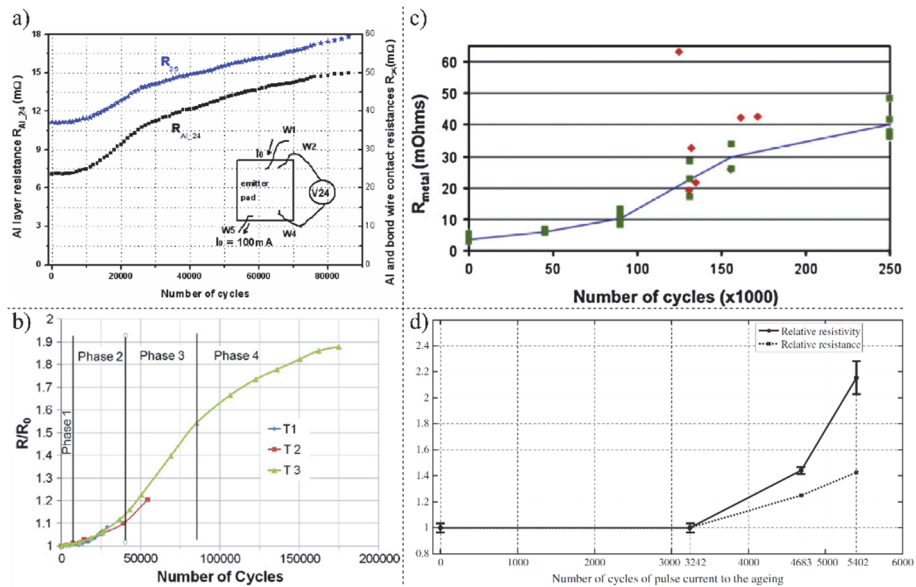 a)
Al layer resistance R_Al_24 (mΩ)
18
15
12
9
6
3
0
R_25
R_Al_24
W1
I₀
W2
emitter
pad
V24
W5
W4
I₀ = 100mA
60
50
40
30
20
10
0
Al and bond wire contact resistances R_25 (mΩ)
0 20000 40000 60000 80000
Number of cycles
c)
R_metal (mOhms)
60
50
40
30
20
10
0
0 50 100 150 200 250
Number of cycles (x1000)
b)
R/R₀
2
1.9
1.8
1.7
1.6
1.5
1.4
1.3
1.2
1.1
1
Phase 1
Phase 2
Phase 3
Phase 4
T1
T 2
T 3
0 50000 100000 150000 200000
Number of Cycles
d)
2.4
2.2
2
1.8
1.6
1.4
1.2
1
0.8
Relative resistivity
Relative resistance
0 1000 2000 3000 3242 4000 4683 5000 5402 6000
Number of cycles of pulse current to the ageing